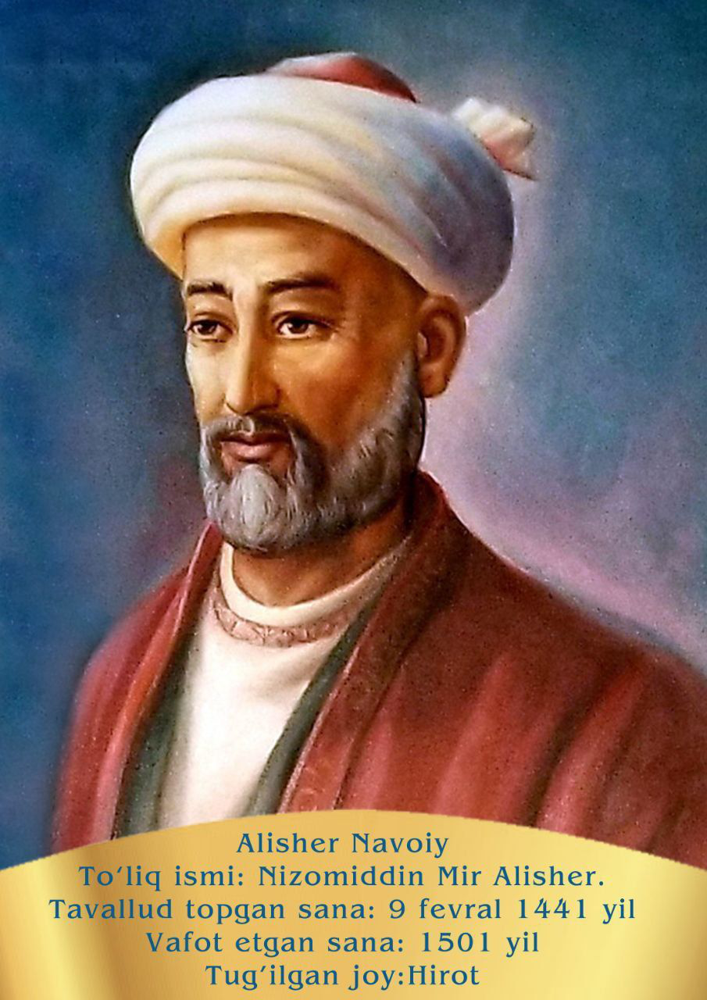 Alisher Navoiy
To‘liq ismi: Nizomiddin Mir Alisher.
Tavallud topgan sana: 9 fevral 1441 yil
Vafot etgan sana: 1501 yil
Tug‘ilgan joy:Hirot